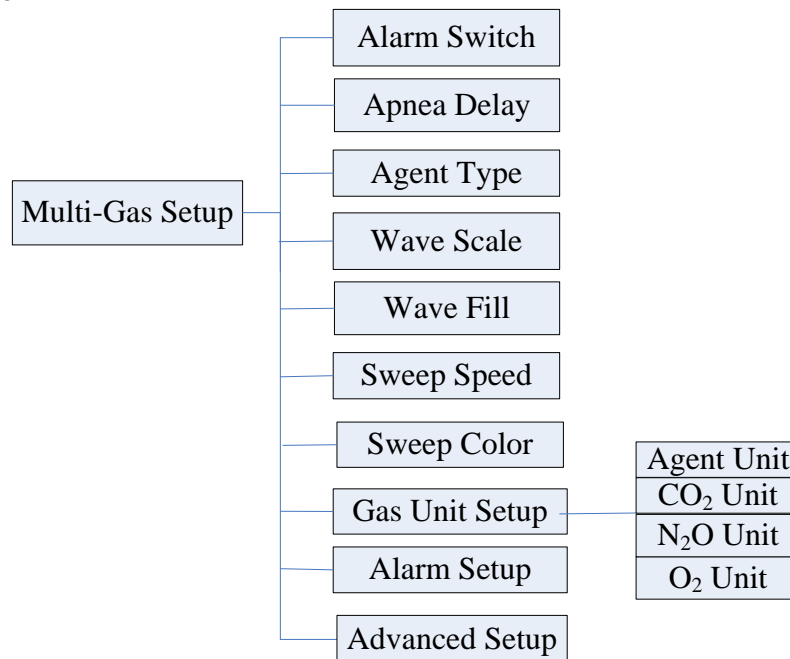 Alarm Switch
Apnea Delay
Agent Type
Multi-Gas Setup
Wave Scale
Wave Fill
Sweep Speed
Sweep Color
Gas Unit Setup
Alarm Setup
Advanced Setup
Agent Unit
CO₂ Unit
N₂O Unit
O₂ Unit